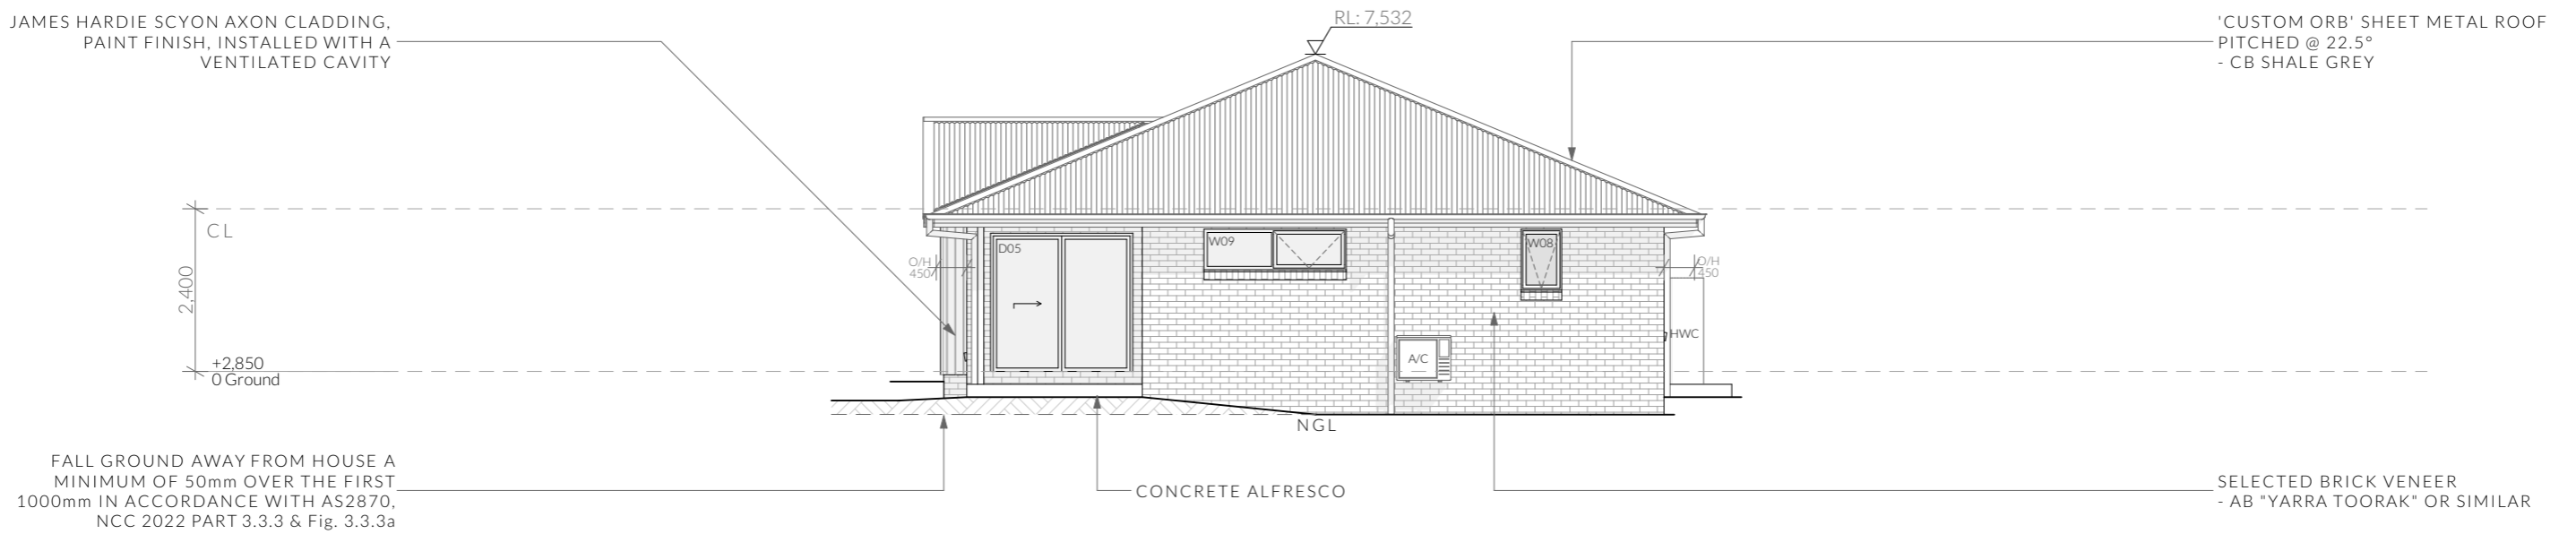 JAMES HARDIE SCYON AXON CLADDING,
PAINT FINISH, INSTALLED WITH A
VENTILATED CAVITY
RL: 7,532
'CUSTOM ORB' SHEET METAL ROOF
PITCHED @ 22.5°
- CB SHALE GREY
CL
2,400
+2,850
0 Ground
O/H
450
D05
W09
W08
O/H
450
A/C
HWC
NGL
FALL GROUND AWAY FROM HOUSE A
MINIMUM OF 50mm OVER THE FIRST
1000mm IN ACCORDANCE WITH AS2870,
NCC 2022 PART 3.3.3 & Fig. 3.3.3a
CONCRETE ALFRESCO
SELECTED BRICK VENEER
- AB "YARRA TOORAK" OR SIMILAR